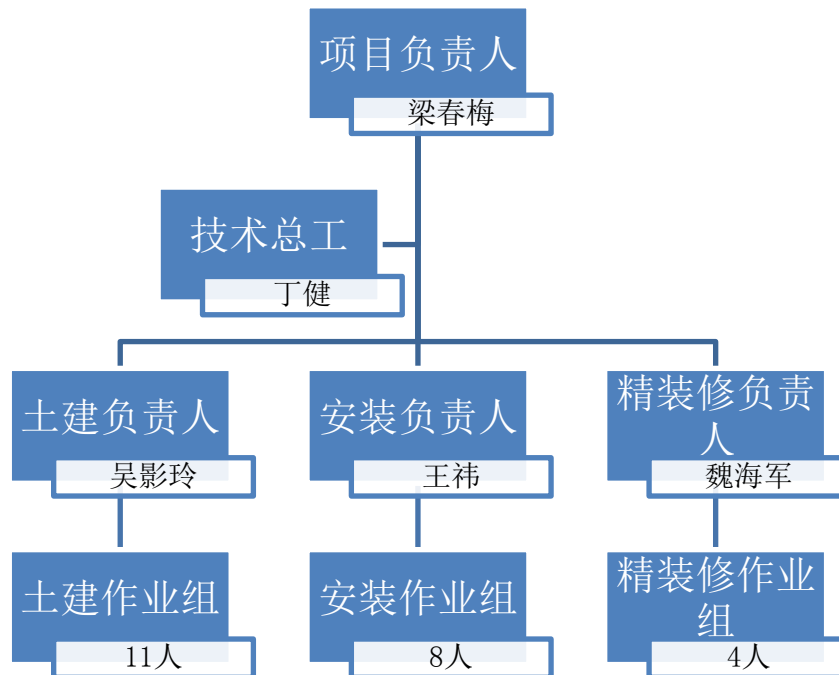 项目负责人
梁春梅
技术总工
丁健
土建负责人
吴影玲
安装负责人
王祎
精装修负责
人
魏海军
土建作业组
11人
安装作业组
8人
精装修作业
组
4人